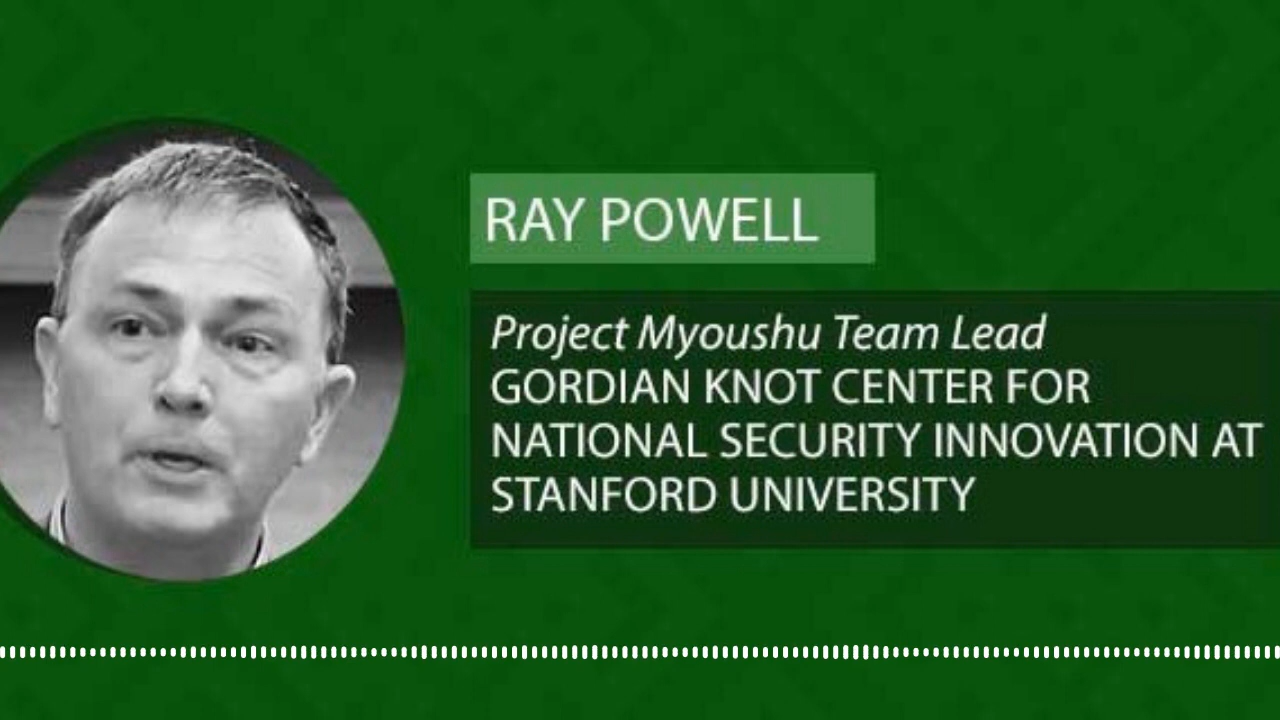 RAY POWELL
Project Myoushu Team Lead
GORDIAN KNOT CENTER FOR
NATIONAL SECURITY INNOVATION AT
STANFORD UNIVERSITY